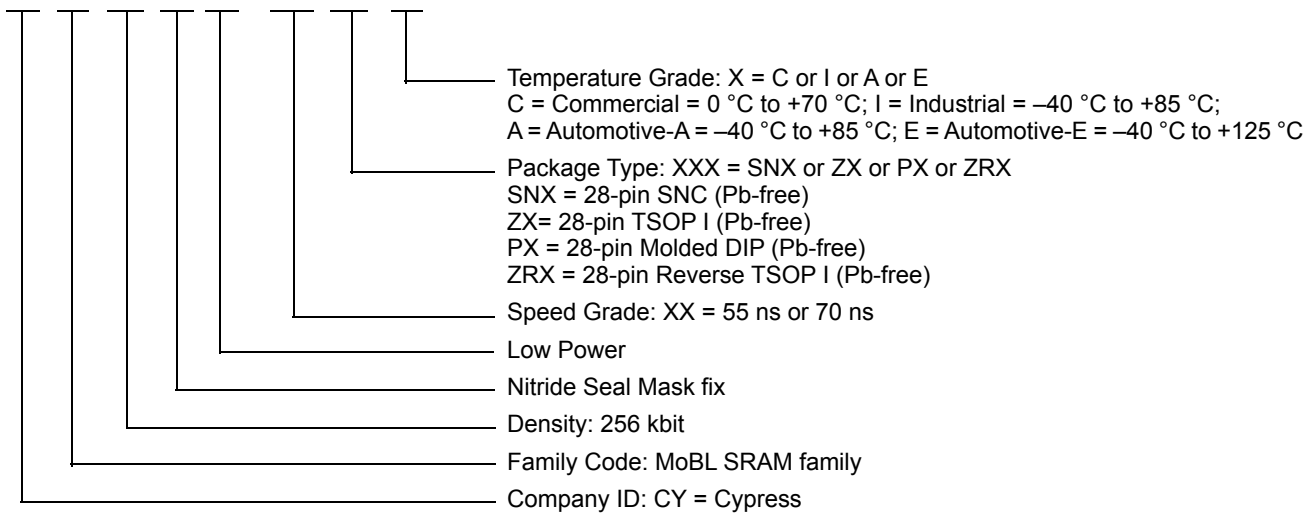 Temperature Grade: X = C or I or A or E
C = Commercial = 0 °C to +70 °C; I = Industrial = –40 °C to +85 °C;
A = Automotive-A = –40 °C to +85 °C; E = Automotive-E = –40 °C to +125 °C
Package Type: XXX = SNX or ZX or PX or ZRX
SNX = 28-pin SNC (Pb-free)
ZX= 28-pin TSOP I (Pb-free)
PX = 28-pin Molded DIP (Pb-free)
ZRX = 28-pin Reverse TSOP I (Pb-free)
Speed Grade: XX = 55 ns or 70 ns
Low Power
Nitride Seal Mask fix
Density: 256 kbit
Family Code: MoBL SRAM family
Company ID: CY = Cypress